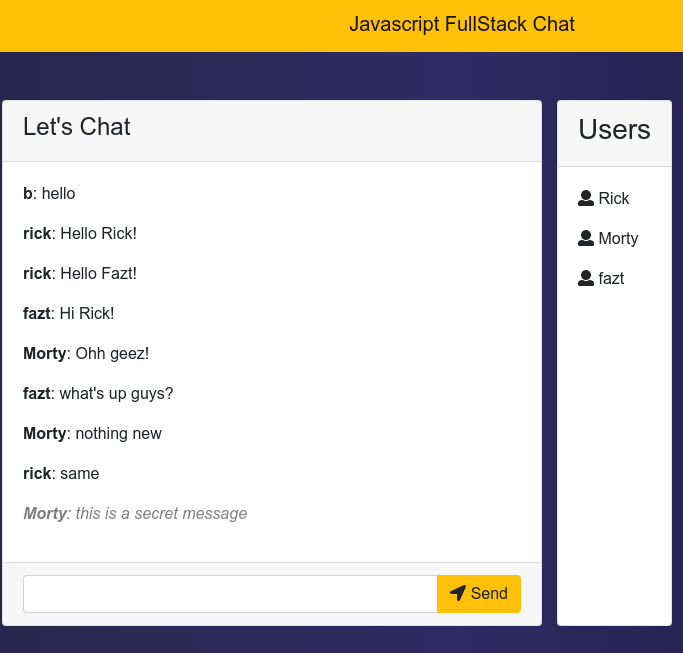 Javascript FullStack Chat
Let's Chat
b: hello
rick: Hello Rick!
rick: Hello Fazt!
fazt: Hi Rick!
Morty: Ohh geez!
fazt: what's up guys?
Morty: nothing new
rick: same
Morty: this is a secret message
Send
Users
Rick
Morty
fazt